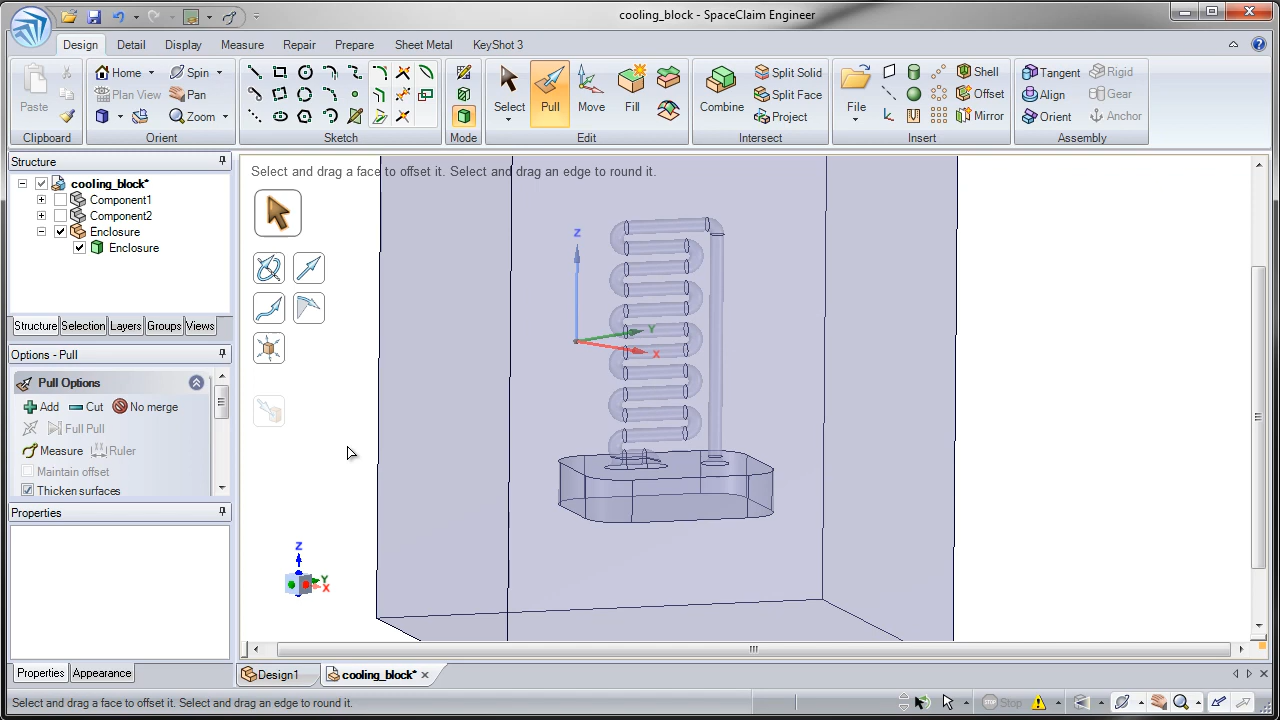 cooling_block - SpaceClaim Engineer
Design Detail Display Measure Repair Prepare Sheet Metal KeyShot 3
Home Spin Tangent Rigid
Plan View Pan Align Gear
Zoom Orient Anchor
Paste Select Pull Move Fill Combine File
Split Solid Shell
Split Face Offset
Project Mirror
Clipboard Orient Sketch Mode Edit Intersect Insert Assembly
Structure
cooling_block*
Component1
Component2
Enclosure
Enclosure
Structure Selection Layers Groups Views
Options - Pull
Pull Options
Add Cut No merge
Full Pull
Measure Ruler
Maintain offset
Thicken surfaces
Properties
Properties Appearance
Select and drag a face to offset it. Select and drag an edge to round it.
Z
Y
X
Z
Y
X
Design1 cooling_block*
Select and drag a face to offset it. Select and drag an edge to round it.
Stop